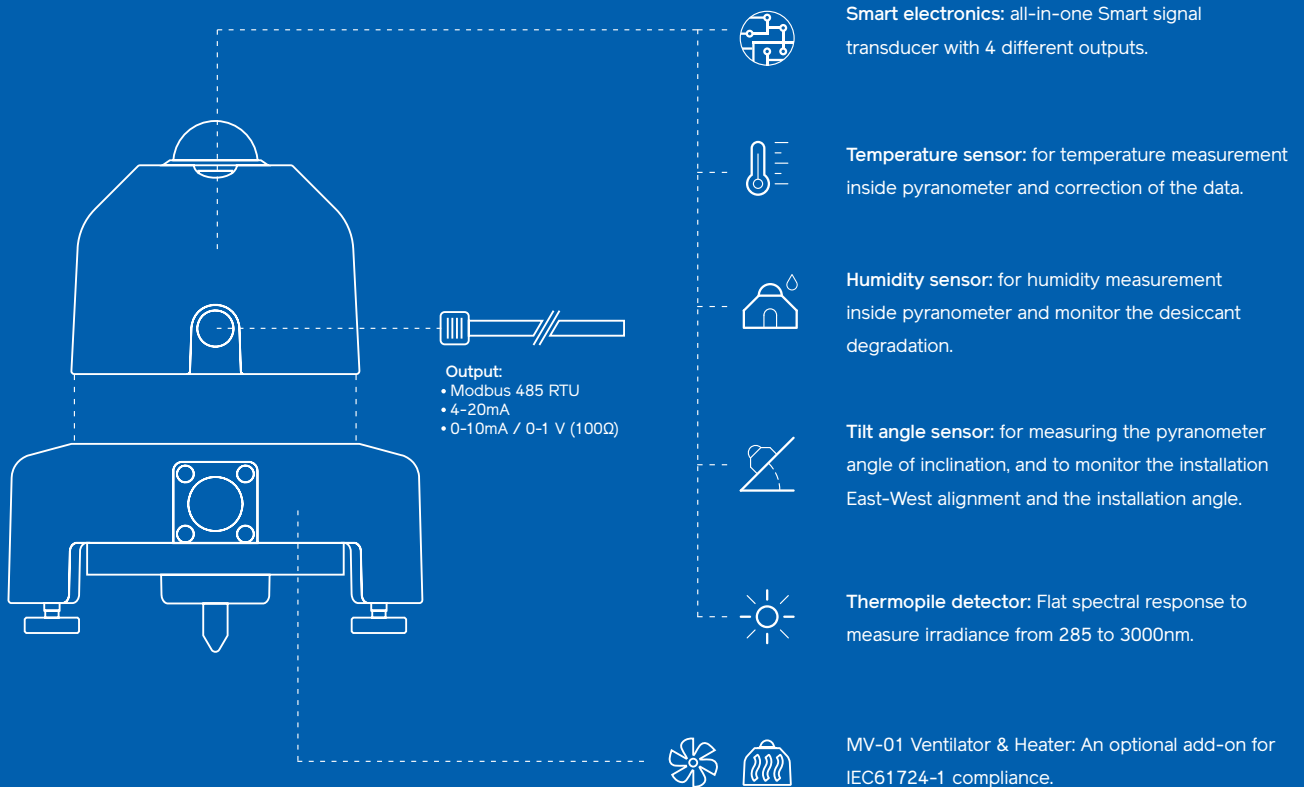 Smart electronics: all-in-one Smart signal
transducer with 4 different outputs.
Temperature sensor: for temperature measurement
inside pyranometer and correction of the data.
Humidity sensor: for humidity measurement
inside pyranometer and monitor the desiccant
degradation.
Output:
• Modbus 485 RTU
• 4-20mA
• 0-10mA / 0-1 V (100Ω)
Tilt angle sensor: for measuring the pyranometer
angle of inclination, and to monitor the installation
East-West alignment and the installation angle.
Thermopile detector: Flat spectral response to
measure irradiance from 285 to 3000nm.
MV-01 Ventilator & Heater: An optional add-on for
IEC61724-1 compliance.